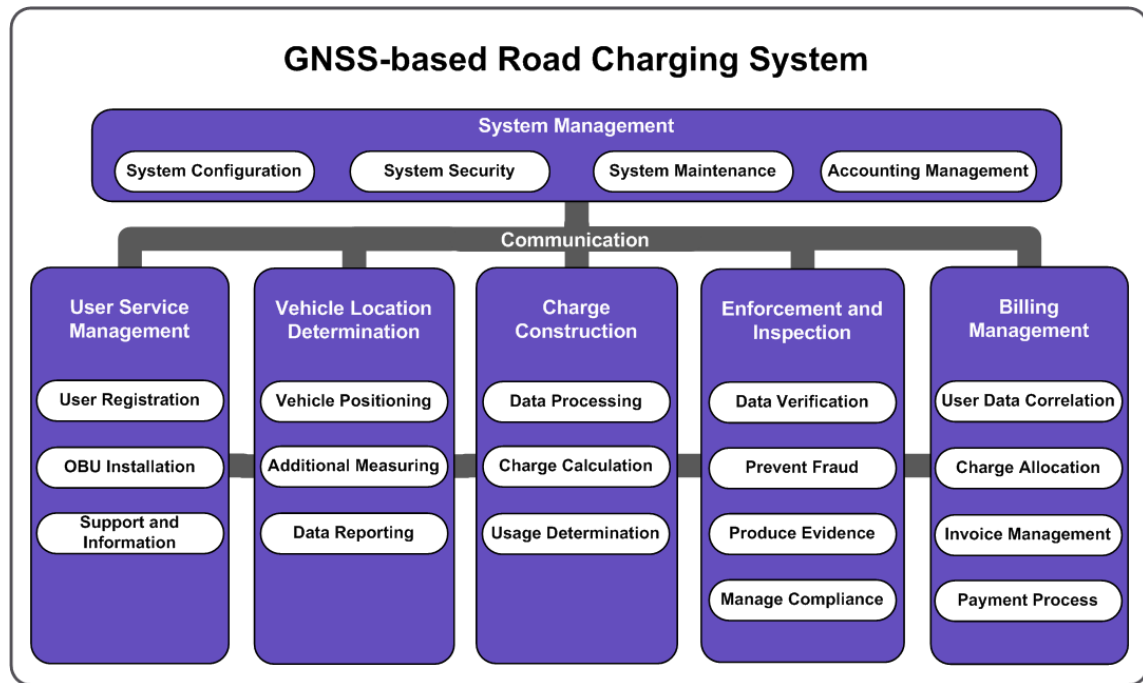 GNSS-based Road Charging System
System Management
System Configuration
System Security
System Maintenance
Accounting Management
Communication
User Service
Management
User Registration
OBU Installation
Support and
Information
Vehicle Location
Determination
Vehicle Positioning
Additional Measuring
Data Reporting
Charge
Construction
Data Processing
Charge Calculation
Usage Determination
Enforcement and
Inspection
Data Verification
Prevent Fraud
Produce Evidence
Manage Compliance
Billing
Management
User Data Correlation
Charge Allocation
Invoice Management
Payment Process